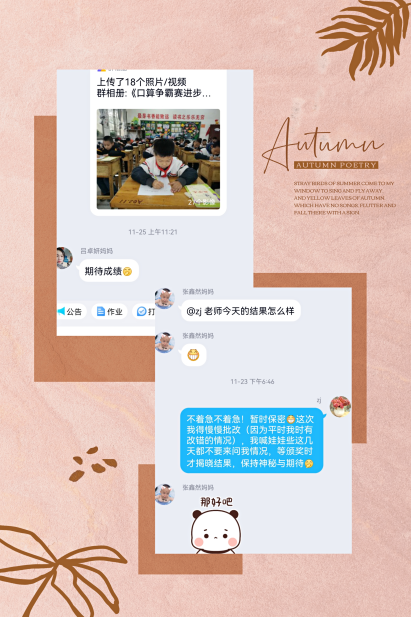 上传了18个照片/视频
群相册:《口算争霸赛进步...
11-25 上午11:21
吕卓妍妈妈
期待成绩
公告
作业
打
Autumn
AUTUMN POETRY
STRAY BIRDS OF SUMMER COME TO MY
WINDOW TO SING AND FLY AWAY
AND YELLOW LEAVES OF AUTUMN,
WHICH HAVE NO SONGS, FLUTTER AND
FALL THERE WITH A SIGN
张鑫然妈妈
@zj 老师今天的结果怎么样
张鑫然妈妈
11-23 下午6:46
zj
不着急不着急！暂时保密这次
我得慢慢批改（因为平时我时有
改错的情况），我喊娃娃些这几
天都不要来问我情况，等颁奖时
才揭晓结果，保持神秘与期待
张鑫然妈妈
那好吧